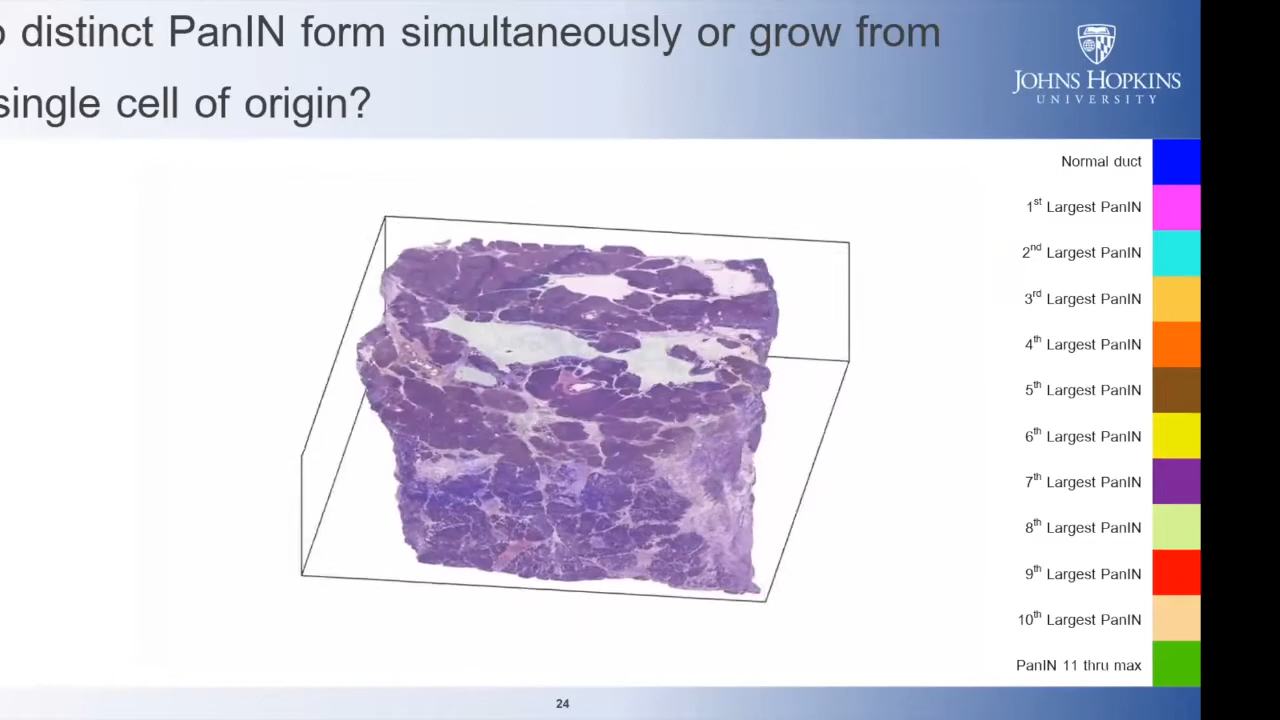 distinct PanIN form simultaneously or grow from
single cell of origin?
JOHNS HOPKINS
UNIVERSITY
Normal duct
1st Largest PanIN
2nd Largest PanIN
3rd Largest PanIN
4th Largest PanIN
5th Largest PanIN
6th Largest PanIN
7th Largest PanIN
8th Largest PanIN
9th Largest PanIN
10th Largest PanIN
PanIN 11 thru max
24